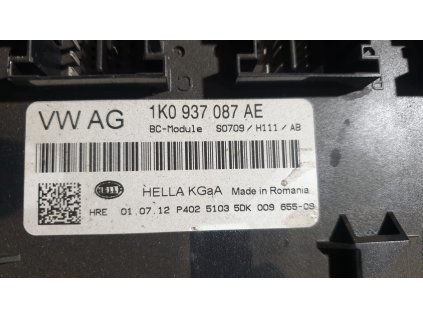 VW AG
1K0 937 087 AE
BC-Module S0709/H111/AB
HELLA
HELLA KGaA Made in Romania
HRE 01.07.12 P402 5103 5DK 009 655-09